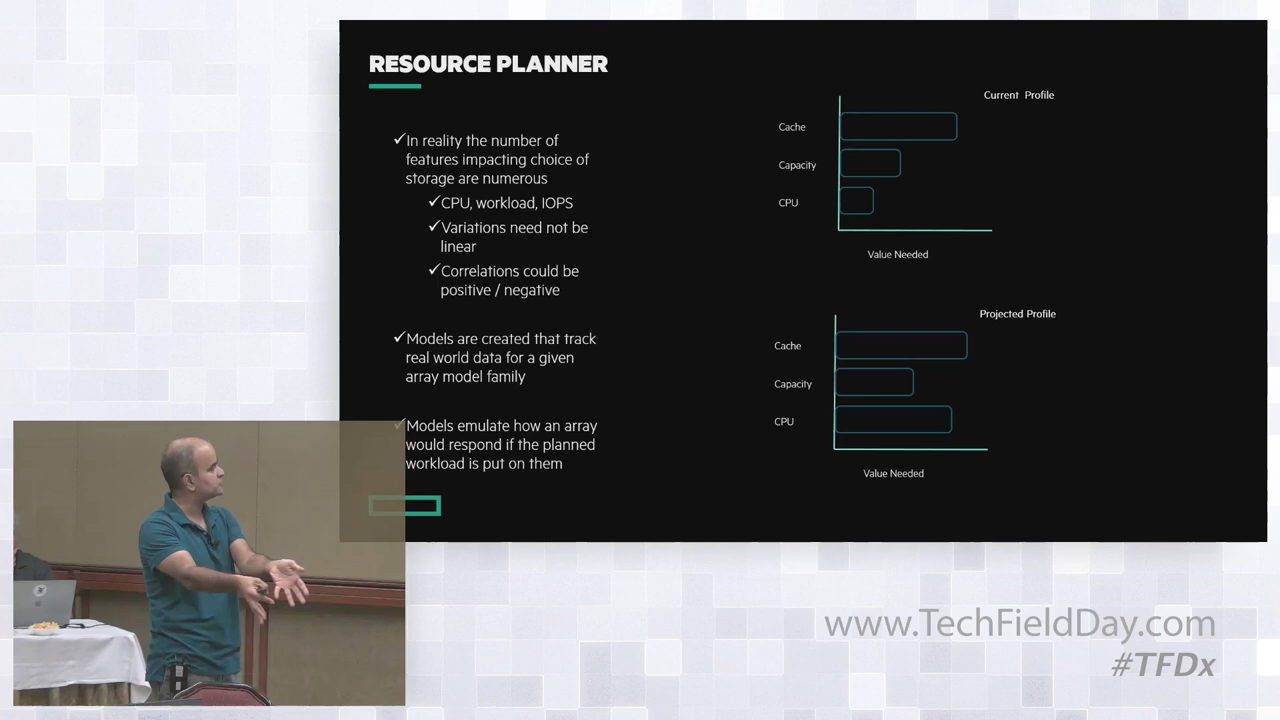 RESOURCE PLANNER
✓In reality the number of
features impacting choice of
storage are numerous
✓CPU, workload, IOPS
✓Variations need not be
linear
✓Correlations could be
positive / negative
✓Models are created that track
real world data for a given
array model family
✓Models emulate how an array
would respond if the planned
workload is put on them
Current Profile
Cache
Capacity
CPU
Value Needed
Projected Profile
Cache
Capacity
CPU
Value Needed
www.TechFieldDay.com
#TFDx